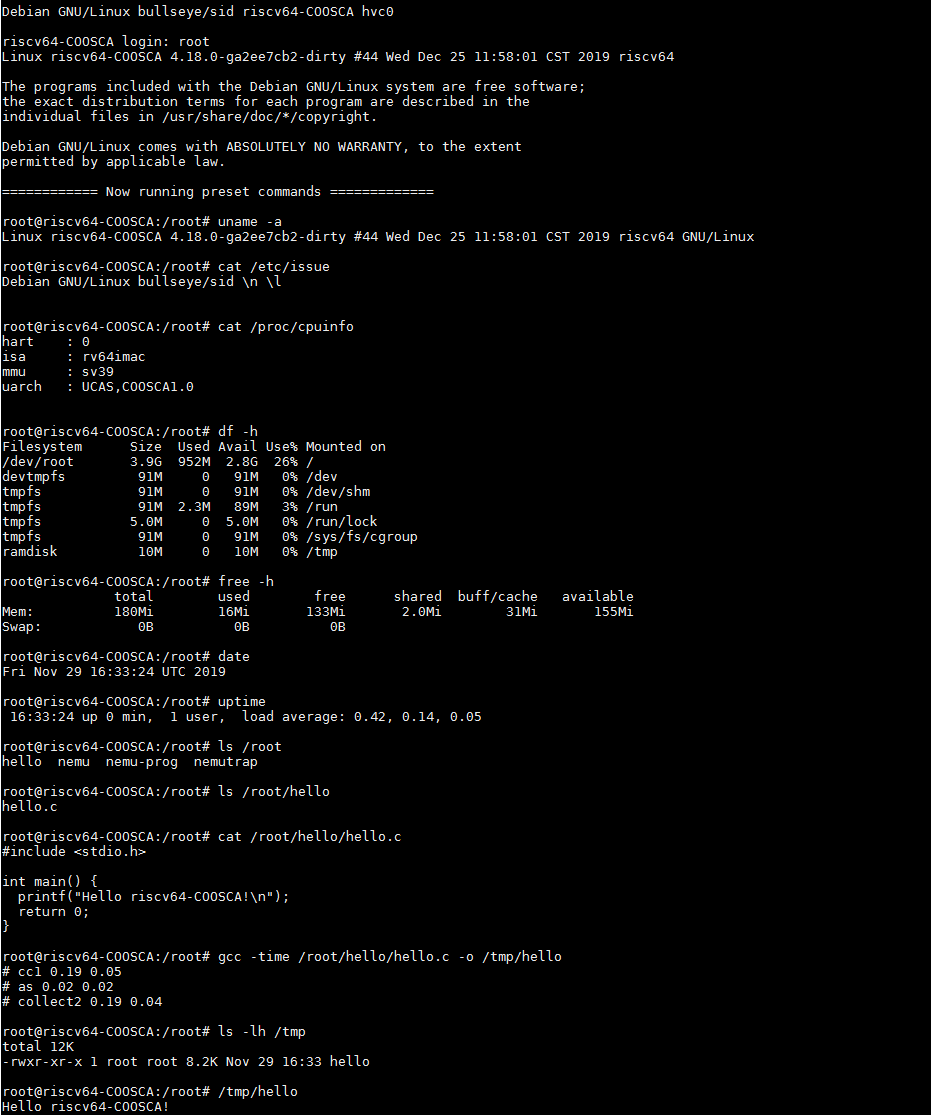 Debian GNU/Linux bullseye/sid riscv64-COOSCA hvc0
riscv64-COOSCA login: root
Linux riscv64-COOSCA 4.18.0-ga2ee7cb2-dirty #44 Wed Dec 25 11:58:01 CST 2019 riscv64
The programs included with the Debian GNU/Linux system are free software;
the exact distribution terms for each program are described in the
individual files in /usr/share/doc/*/copyright.
Debian GNU/Linux comes with ABSOLUTELY NO WARRANTY, to the extent
permitted by applicable law.
============ Now running preset commands =============
root@riscv64-COOSCA:/root# uname -a
Linux riscv64-COOSCA 4.18.0-ga2ee7cb2-dirty #44 Wed Dec 25 11:58:01 CST 2019 riscv64 GNU/Linux
root@riscv64-COOSCA:/root# cat /etc/issue
Debian GNU/Linux bullseye/sid \n \l
root@riscv64-COOSCA:/root# cat /proc/cpuinfo
hart    : 0
isa     : rv64imac
mmu     : sv39
uarch   : UCAS,COOSCA1.0
root@riscv64-COOSCA:/root# df -h
Filesystem      Size  Used Avail Use% Mounted on
/dev/root       3.9G  952M  2.8G  26% /
devtmpfs         91M     0   91M   0% /dev
tmpfs            91M     0   91M   0% /dev/shm
tmpfs            91M  2.3M   89M   3% /run
tmpfs           5.0M     0  5.0M   0% /run/lock
tmpfs            91M     0   91M   0% /sys/fs/cgroup
ramdisk          10M     0   10M   0% /tmp
root@riscv64-COOSCA:/root# free -h
              total        used        free      shared  buff/cache   available
Mem:          180Mi        16Mi       133Mi       2.0Mi        31Mi       155Mi
Swap:            0B          0B          0B
root@riscv64-COOSCA:/root# date
Fri Nov 29 16:33:24 UTC 2019
root@riscv64-COOSCA:/root# uptime
 16:33:24 up 0 min,  1 user,  load average: 0.42, 0.14, 0.05
root@riscv64-COOSCA:/root# ls /root
hello  nemu  nemu-prog  nemutrap
root@riscv64-COOSCA:/root# ls /root/hello
hello.c
root@riscv64-COOSCA:/root# cat /root/hello/hello.c
#include <stdio.h>
int main() {
  printf("Hello riscv64-COOSCA!\n");
  return 0;
}
root@riscv64-COOSCA:/root# gcc -time /root/hello/hello.c -o /tmp/hello
# cc1 0.19 0.05
# as 0.02 0.02
# collect2 0.19 0.04
root@riscv64-COOSCA:/root# ls -lh /tmp
total 12K
-rwxr-xr-x 1 root root 8.2K Nov 29 16:33 hello
root@riscv64-COOSCA:/root# /tmp/hello
Hello riscv64-COOSCA!